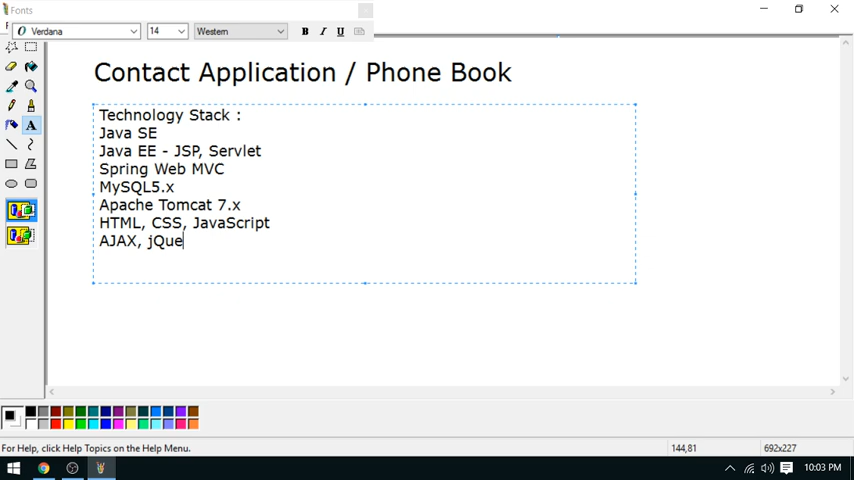 Fonts
Verdana
14
Western
B I U
Contact Application / Phone Book
Technology Stack :
Java SE
Java EE - JSP, Servlet
Spring Web MVC
MySQL5.x
Apache Tomcat 7.x
HTML, CSS, JavaScript
AJAX, jQue
A
For Help, click Help Topics on the Help Menu.
144,81
692x227
10:03 PM